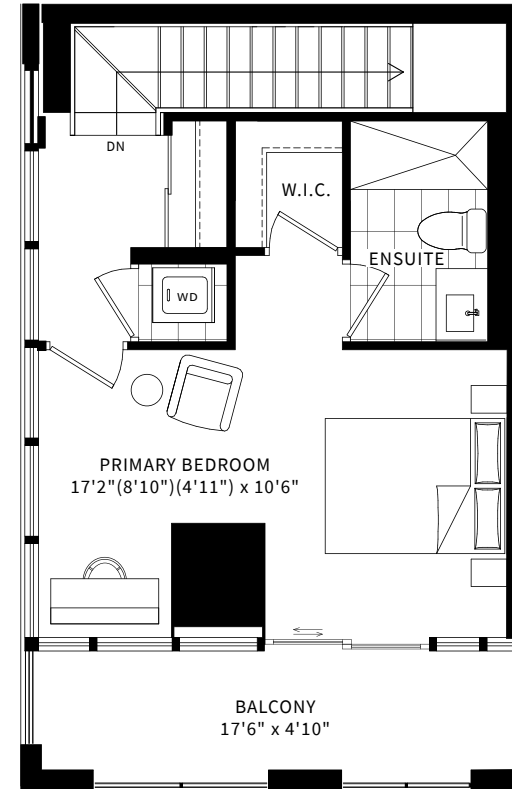 DN
W.I.C.
ENSUITE
WD
PRIMARY BEDROOM
17'2"(8'10")(4'11") x 10'6"
BALCONY
17'6" x 4'10"